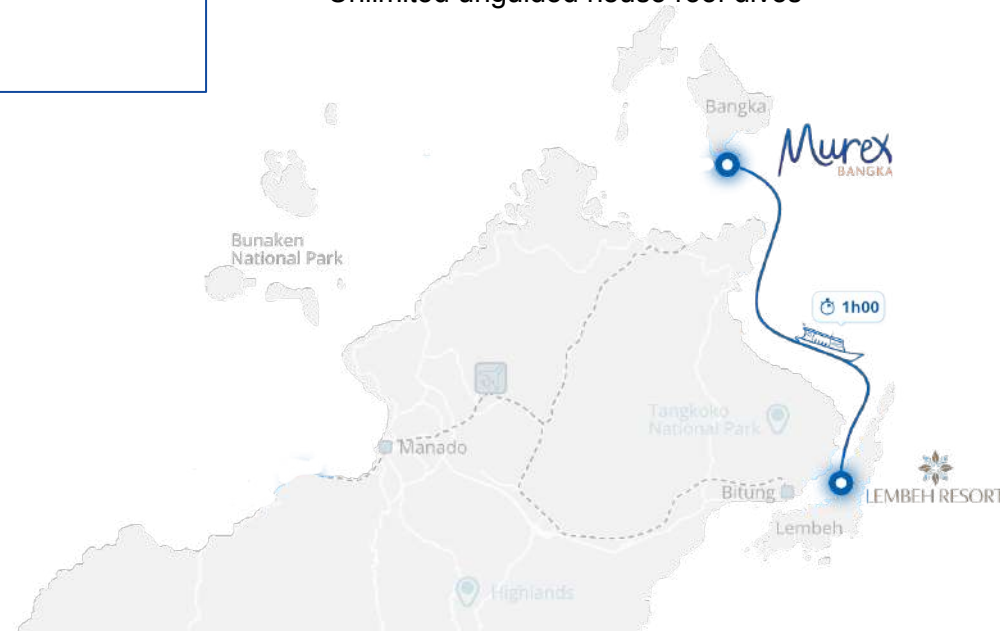 Unlimited unguided house reef dives
Bangka
Murex
BANGKA
Bunaken
National Park
1h00
Tangkoko
National Park
Manado
Bitung
LEMBEH RESORT
Lembeh
Highlands